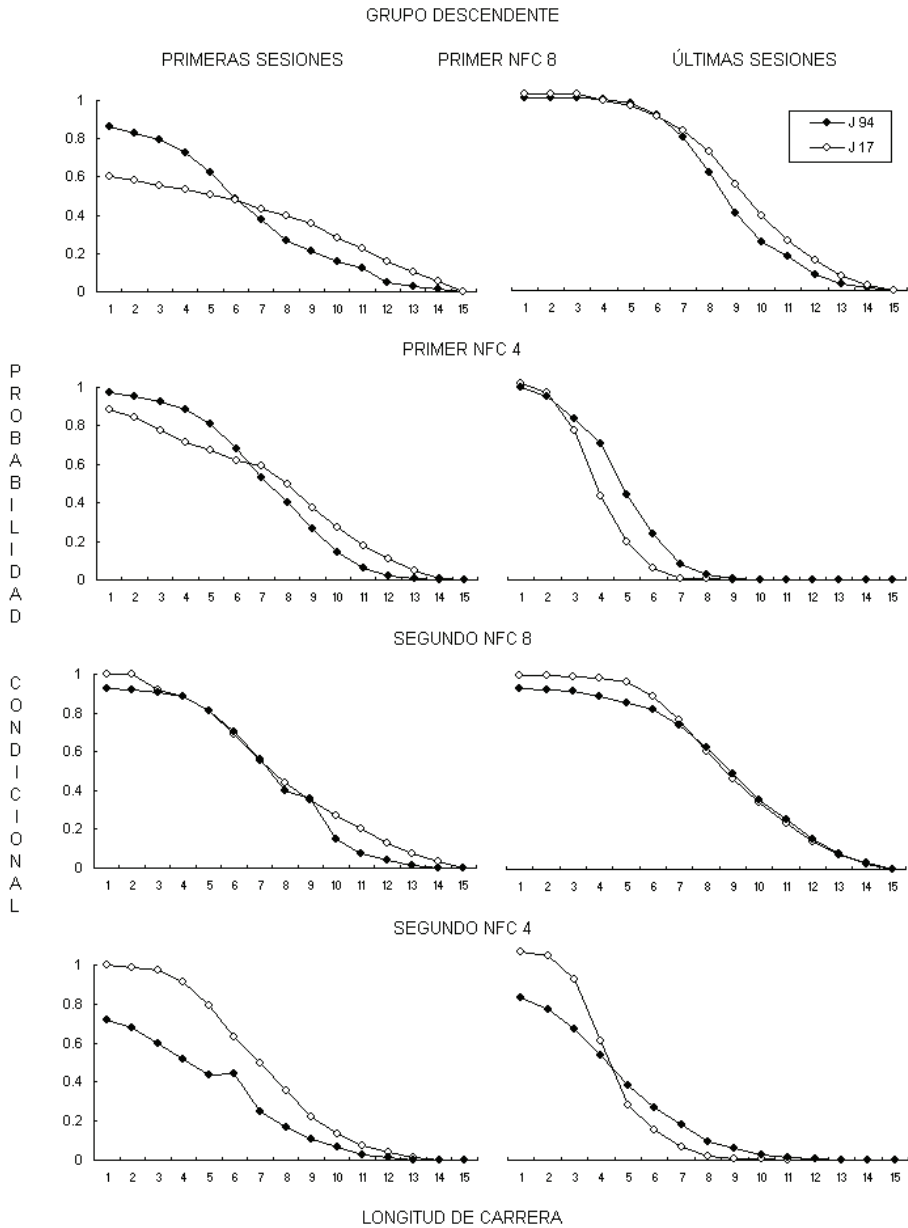 GRUPO DESCENDENTE
PRIMERAS SESIONES PRIMER NFC 8 ÚLTIMAS SESIONES
1
0.8
0.6
0.4
0.2
0
1 2 3 4 5 6 7 8 9 10 11 12 13 14 15
J 94
J 17
1 2 3 4 5 6 7 8 9 10 11 12 13 14 15
PRIMER NFC 4
PROBABILIDAD
1
0.8
0.6
0.4
0.2
0
1 2 3 4 5 6 7 8 9 10 11 12 13 14 15
1 2 3 4 5 6 7 8 9 10 11 12 13 14 15
SEGUNDO NFC 8
CONDICIONAL
1
0.8
0.6
0.4
0.2
0
1 2 3 4 5 6 7 8 9 10 11 12 13 14 15
1 2 3 4 5 6 7 8 9 10 11 12 13 14 15
SEGUNDO NFC 4
1
0.8
0.6
0.4
0.2
0
1 2 3 4 5 6 7 8 9 10 11 12 13 14 15
1 2 3 4 5 6 7 8 9 10 11 12 13 14 15
LONGITUD DE CARRERA